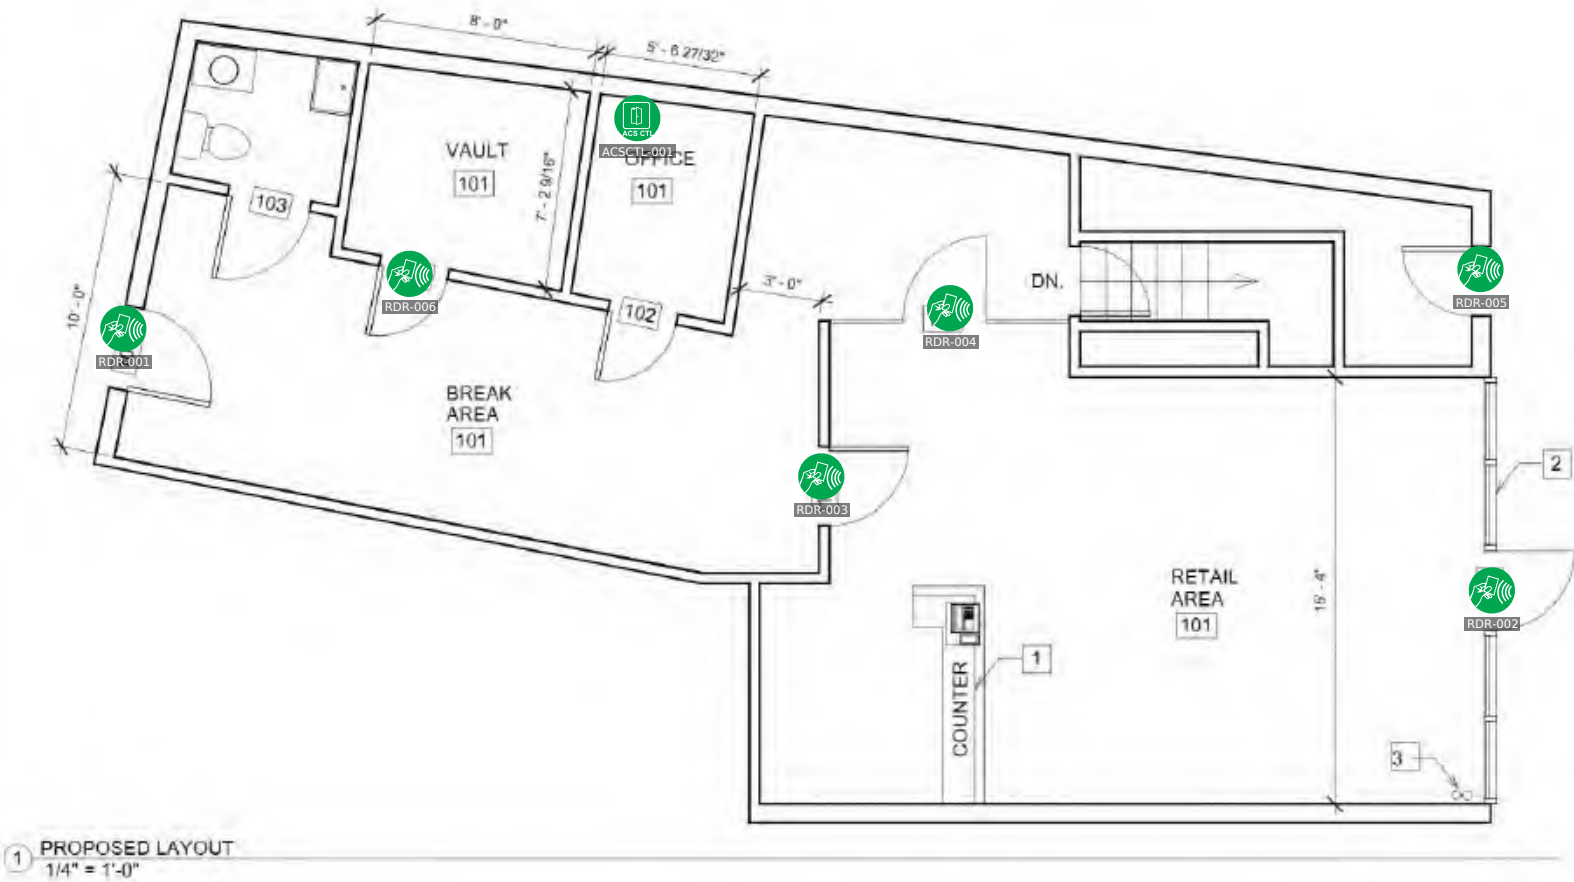 8' - 0"
5' - 6 27/32"
ACS CTL
ACSCTL-001
OFFICE
101
VAULT
101
7' - 2 9/16"
103
10' - 0"
RDR-006
102
3' - 0"
DN.
RDR-005
RDR-001
RDR-004
BREAK
AREA
101
RDR-003
2
RETAIL
AREA
101
15' - 4"
RDR-002
COUNTER
1
3
1
PROPOSED LAYOUT
1/4" = 1'-0"